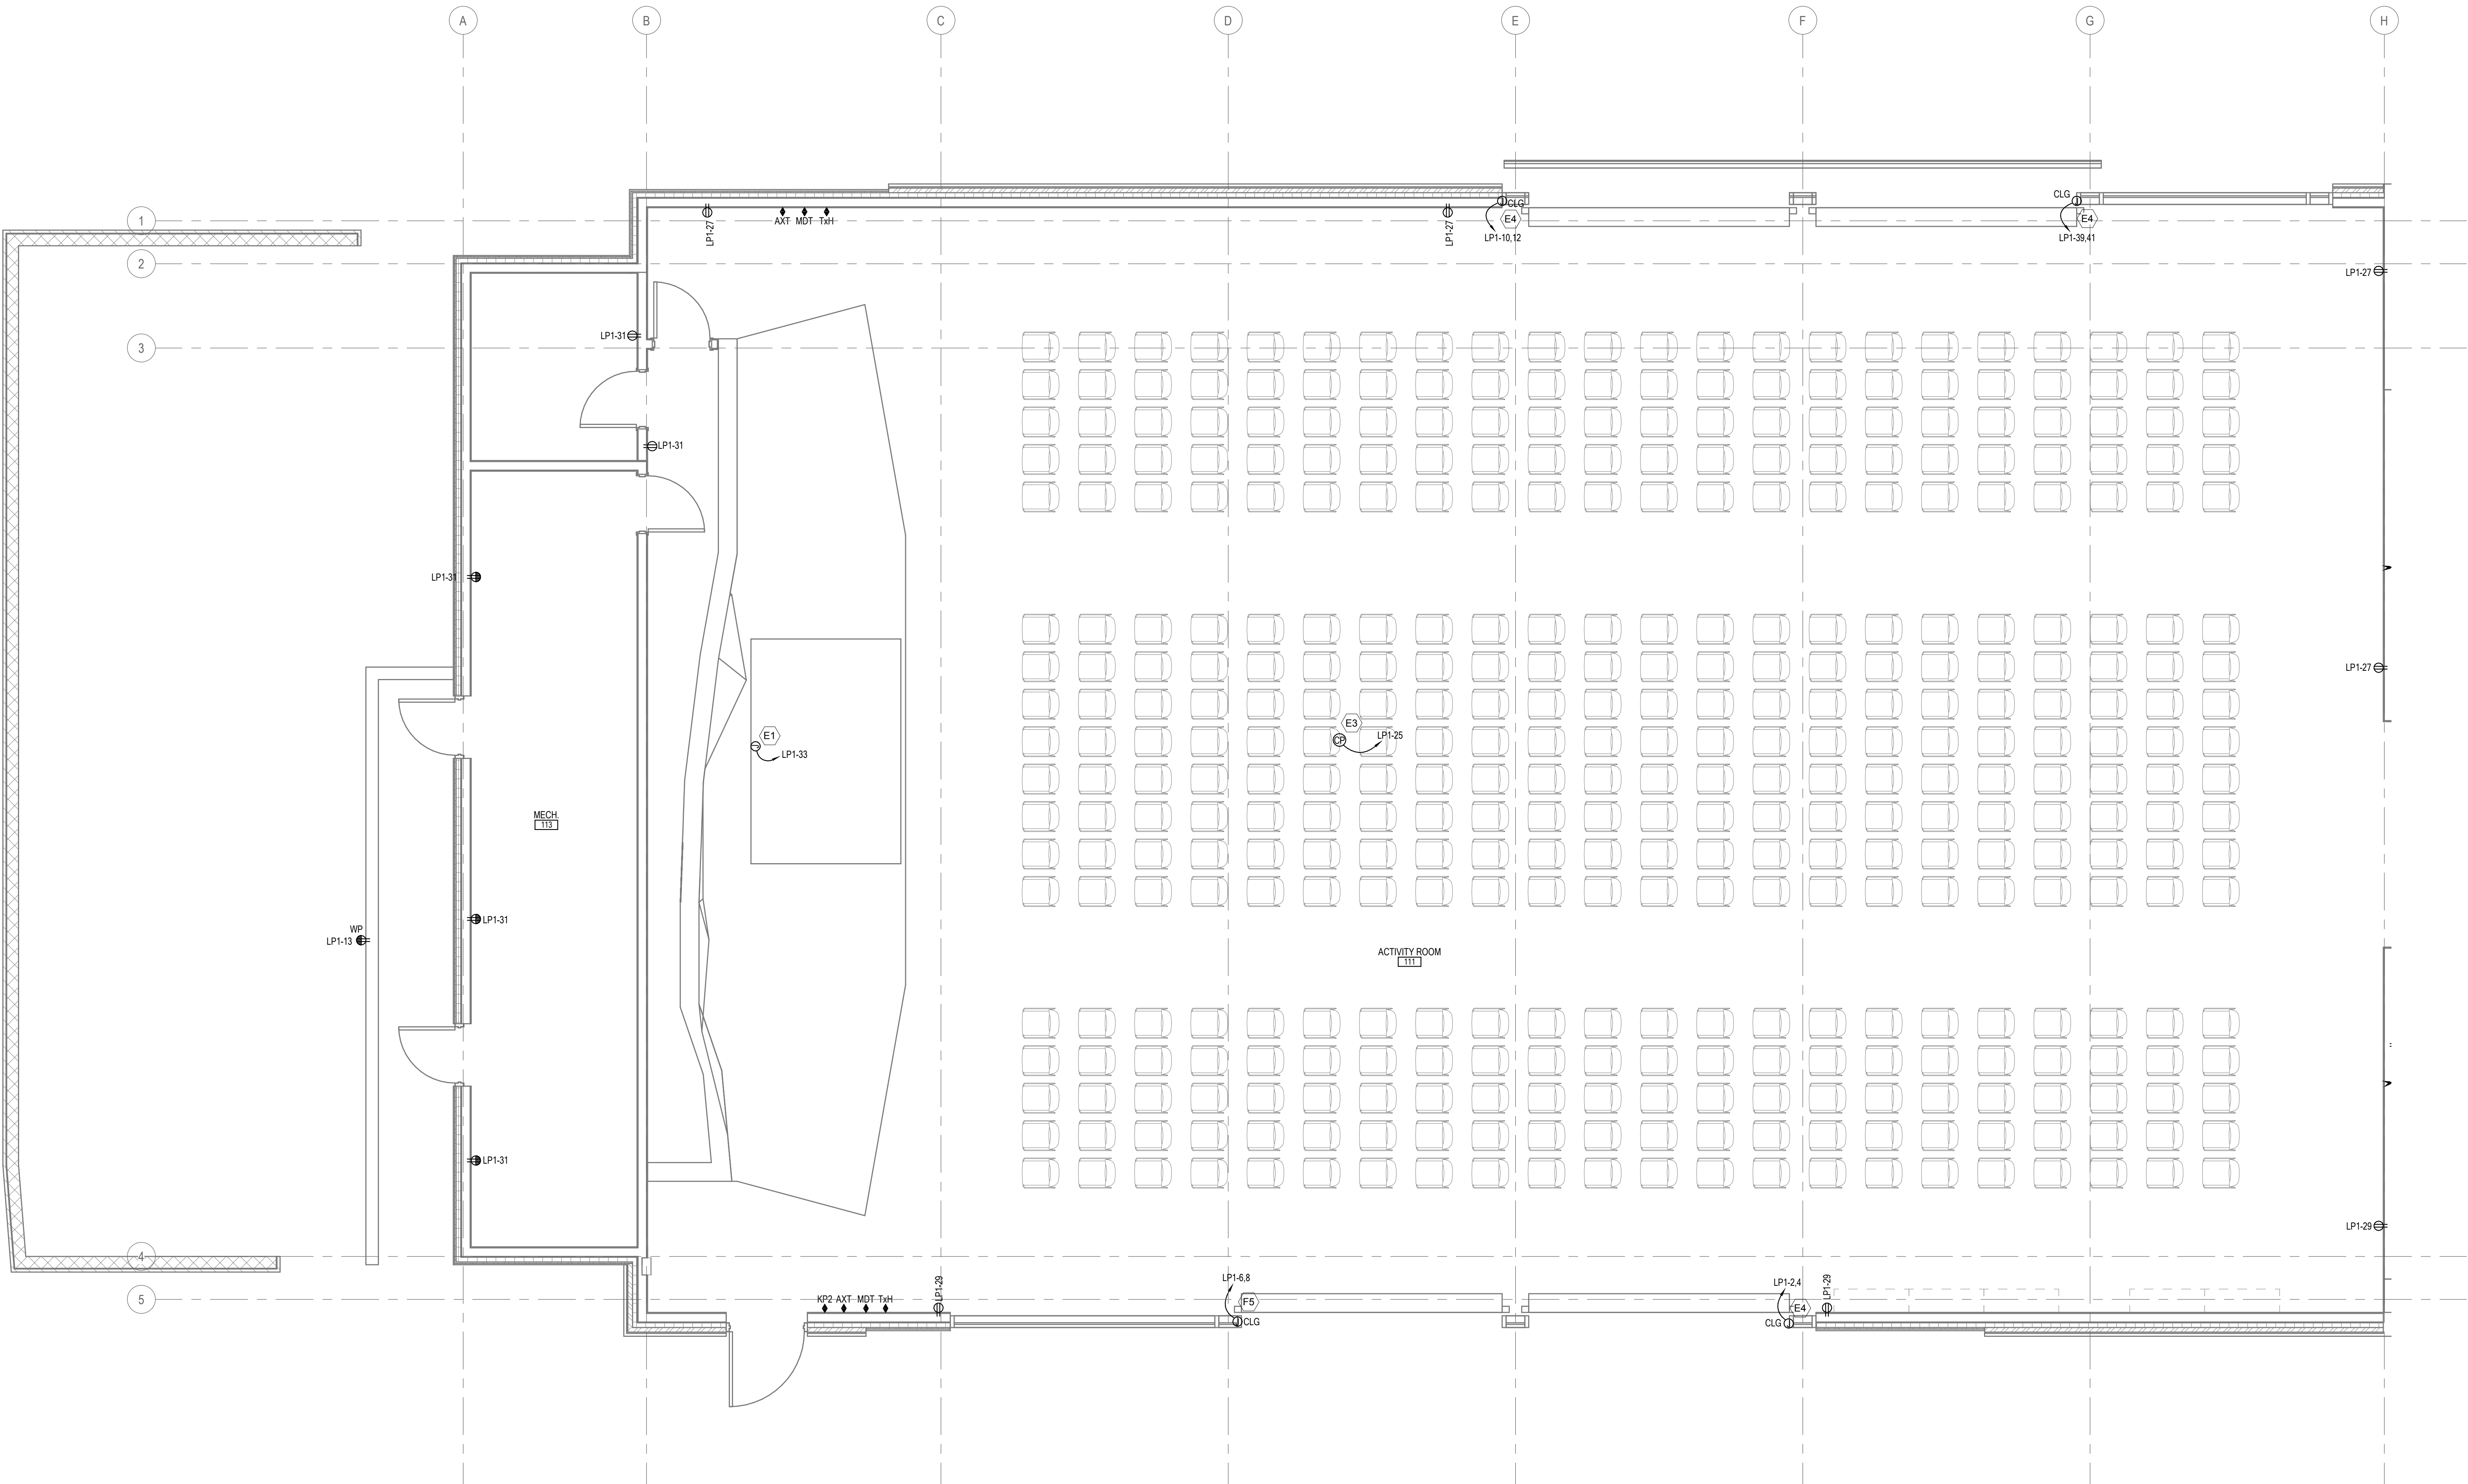 A
B
C
D
E
F
G
H
1
2
3
4
5
LP1-27
AXT MDT TxH
LP1-27
CLG
E4
LP1-10,12
CLG
E4
LP1-39,41
LP1-27
LP1-31
LP1-31
LP1-31
LP1-27
E1
LP1-33
E3
CP
LP1-25
MECH.
113
LP1-31
WP
LP1-13
ACTIVITY ROOM
111
LP1-31
LP1-29
KP2 AXT MDT TxH
LP1-29
LP1-6,8
F5
CLG
LP1-2,4
E4
CLG
LP1-29